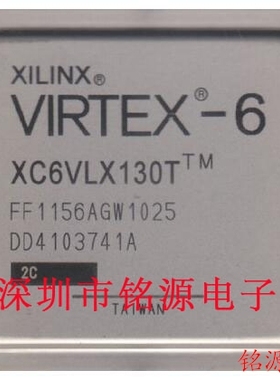 XILINX®
VIRTEX®-6
XC6VLX130T™
FF1156AGW1025
DD4103741A
2C
深圳市铭源电子
TAIWAN
铭源